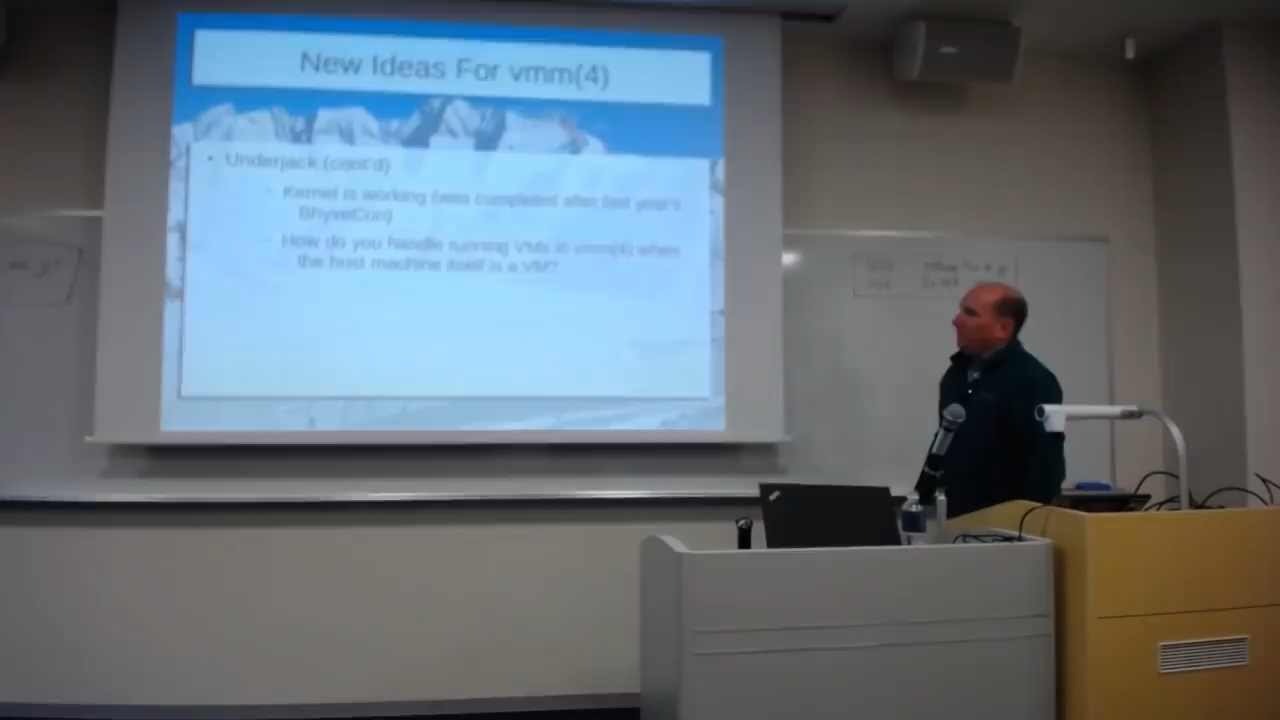 New Ideas For vmm(4)
• Underjack (cont'd)
– Kernel is working (was completed after last year's
BhyveCon)
– How do you handle running VMs in vmm(4) when
the host machine itself is a VM?